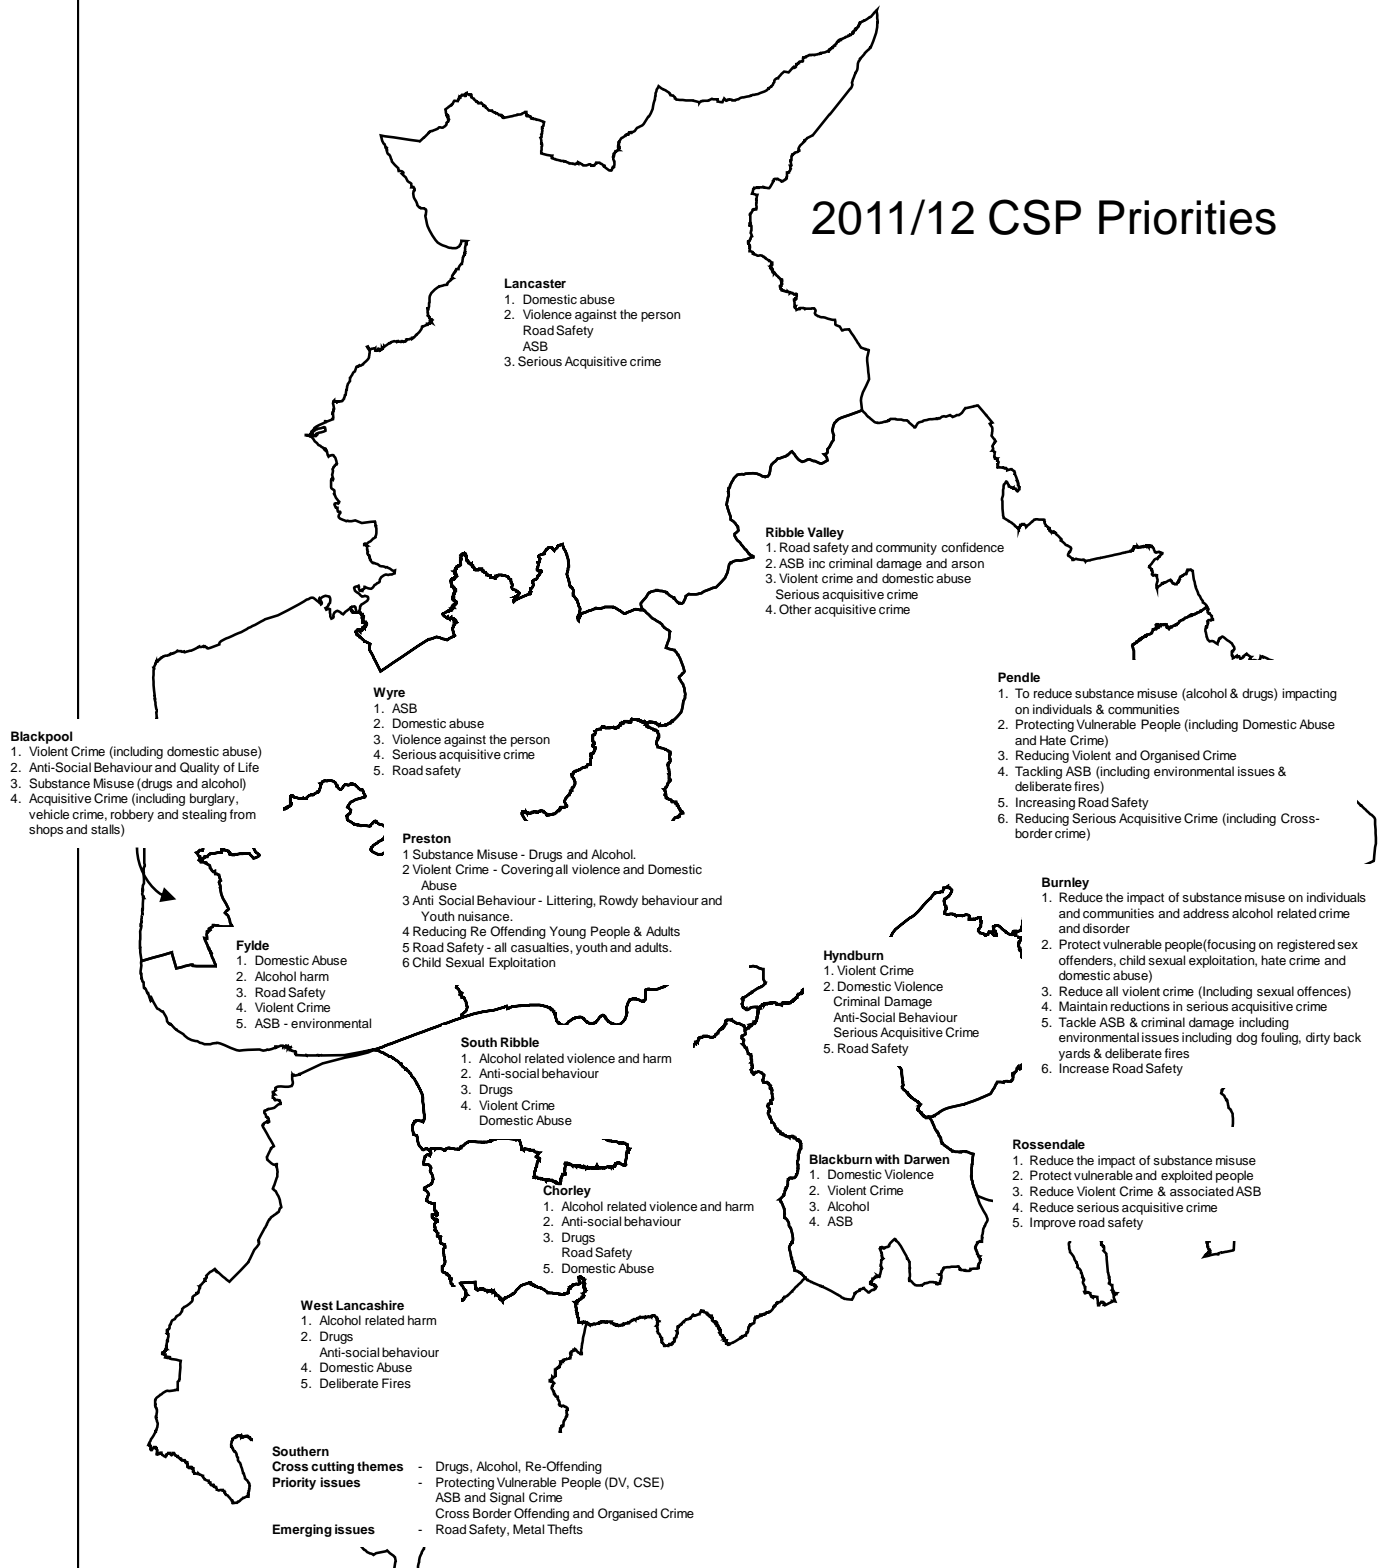 2011/12 CSP Priorities
Lancaster
1. Domestic abuse
2. Violence against the person
Road Safety
ASB
3. Serious Acquisitive crime
Ribble Valley
1. Road safety and community confidence
2. ASB inc criminal damage and arson
3. Violent crime and domestic abuse
Serious acquisitive crime
4. Other acquisitive crime
Wyre
1. ASB
2. Domestic abuse
3. Violence against the person
4. Serious acquisitive crime
5. Road safety
Pendle
1. To reduce substance misuse (alcohol & drugs) impacting
on individuals & communities
2. Protecting Vulnerable People (including Domestic Abuse
and Hate Crime)
3. Reducing Violent and Organised Crime
4. Tackling ASB (including environmental issues &
deliberate fires)
5. Increasing Road Safety
6. Reducing Serious Acquisitive Crime (including Cross-
border crime)
Blackpool
1. Violent Crime (including domestic abuse)
2. Anti-Social Behaviour and Quality of Life
3. Substance Misuse (drugs and alcohol)
4. Acquisitive Crime (including burglary,
vehicle crime, robbery and stealing from
shops and stalls)
Preston
1 Substance Misuse - Drugs and Alcohol.
2 Violent Crime - Covering all violence and Domestic
Abuse
3 Anti Social Behaviour - Littering, Rowdy behaviour and
Youth nuisance.
4 Reducing Re Offending Young People & Adults
5 Road Safety - all casualties, youth and adults.
6 Child Sexual Exploitation
Burnley
1. Reduce the impact of substance misuse on individuals
and communities and address alcohol related crime
and disorder
2. Protect vulnerable people(focusing on registered sex
offenders, child sexual exploitation, hate crime and
domestic abuse)
3. Reduce all violent crime (Including sexual offences)
4. Maintain reductions in serious acquisitive crime
5. Tackle ASB & criminal damage including
environmental issues including dog fouling, dirty back
yards & deliberate fires
6. Increase Road Safety
Fylde
1. Domestic Abuse
2. Alcohol harm
3. Road Safety
4. Violent Crime
5. ASB - environmental
Hyndburn
1. Violent Crime
2. Domestic Violence
Criminal Damage
Anti-Social Behaviour
Serious Acquisitive Crime
5. Road Safety
South Ribble
1. Alcohol related violence and harm
2. Anti-social behaviour
3. Drugs
4. Violent Crime
Domestic Abuse
Rossendale
1. Reduce the impact of substance misuse
2. Protect vulnerable and exploited people
3. Reduce Violent Crime & associated ASB
4. Reduce serious acquisitive crime
5. Improve road safety
Blackburn with Darwen
1. Domestic Violence
2. Violent Crime
3. Alcohol
4. ASB
Chorley
1. Alcohol related violence and harm
2. Anti-social behaviour
3. Drugs
Road Safety
5. Domestic Abuse
West Lancashire
1. Alcohol related harm
2. Drugs
Anti-social behaviour
4. Domestic Abuse
5. Deliberate Fires
Southern
Cross cutting themes - Drugs, Alcohol, Re-Offending
Priority issues - Protecting Vulnerable People (DV, CSE)
ASB and Signal Crime
Cross Border Offending and Organised Crime
Emerging issues - Road Safety, Metal Thefts